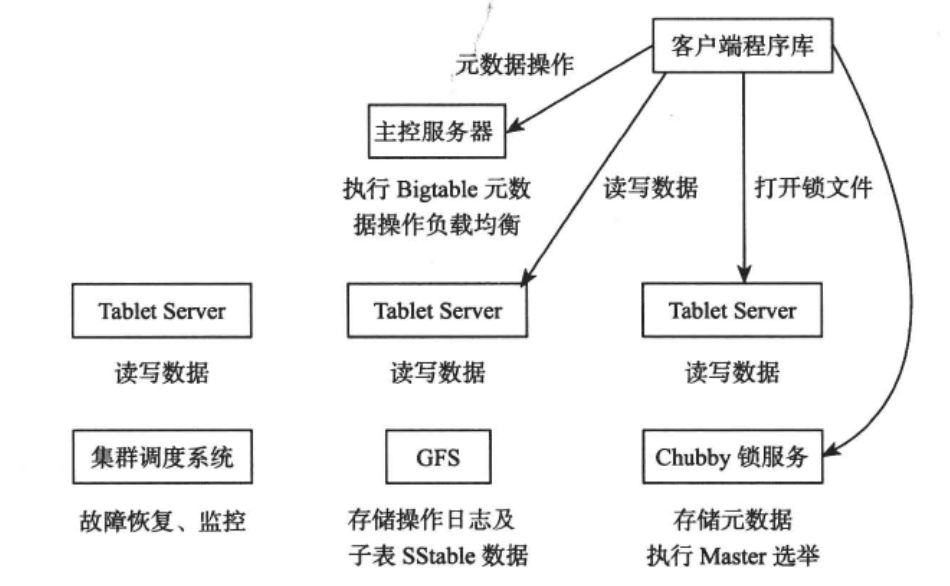 客户端程序库
元数据操作
主控服务器
执行 Bigtable 元数
据操作负载均衡
读写数据
打开锁文件
Tablet Server
Tablet Server
Tablet Server
读写数据
读写数据
读写数据
集群调度系统
GFS
Chubby 锁服务
故障恢复、监控
存储操作日志及
子表 SStable 数据
存储元数据
执行 Master 选举